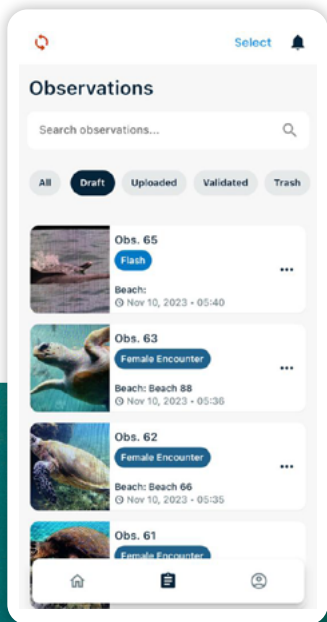 Select
Observations
Search observations...
All Draft Uploaded Validated Trash
Obs. 65
Flash
Beach:
Nov 10, 2023 • 05:40
Obs. 63
Female Encounter
Beach: Beach 88
Nov 10, 2023 • 05:36
Obs. 62
Female Encounter
Beach: Beach 66
Nov 10, 2023 • 05:35
Obs. 61
Female Encounter